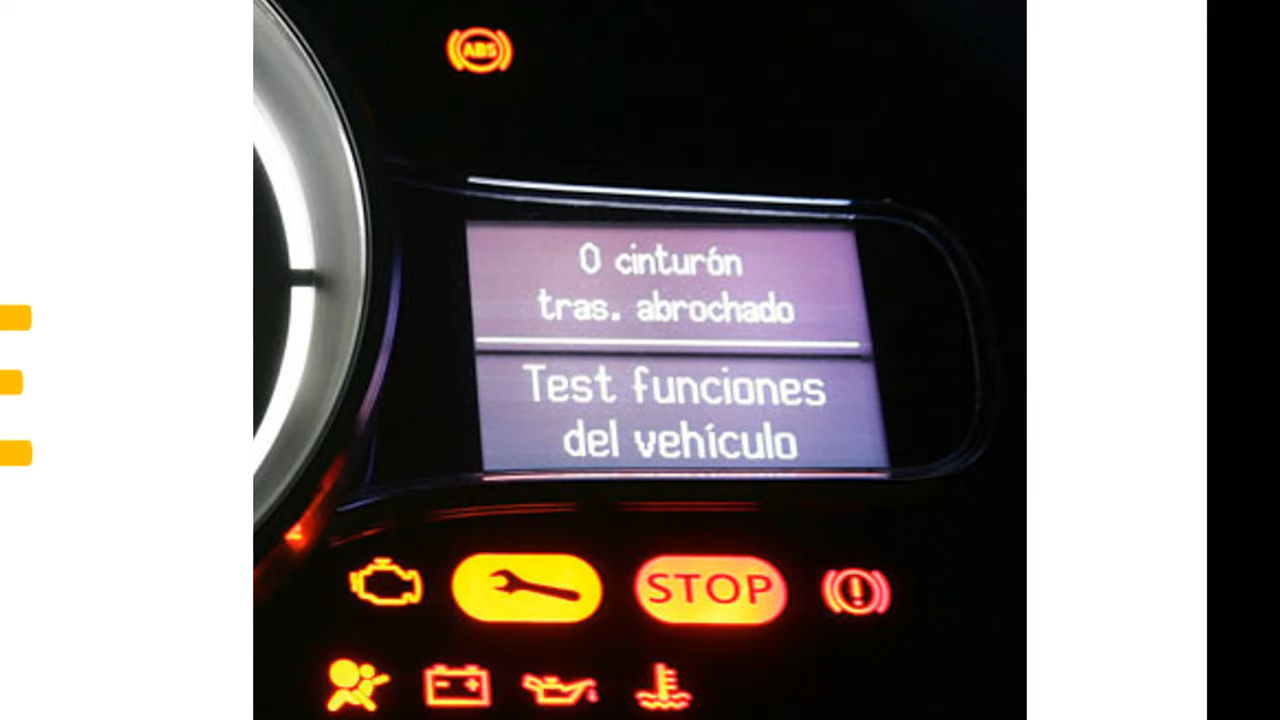 ABS
0 cinturón
tras. abrochado
Test funciones
del vehículo
STOP